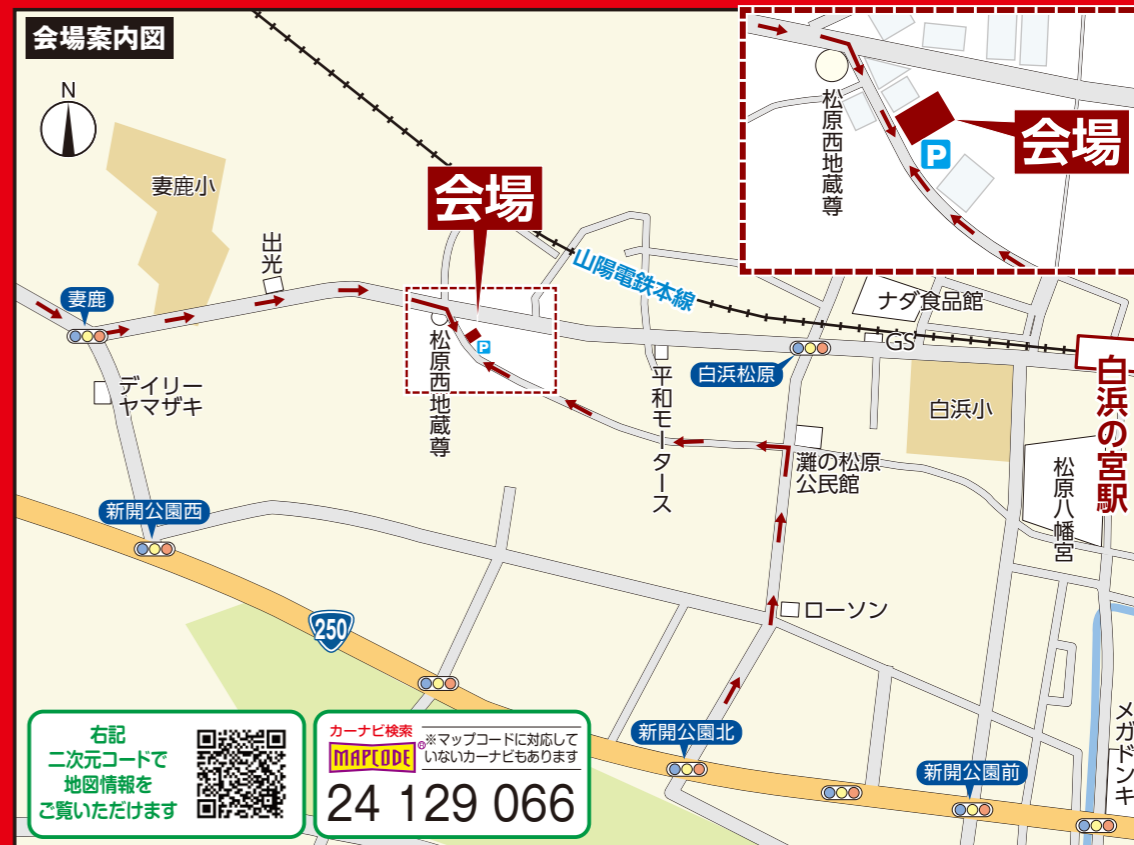 会場案内図
N
妻鹿小
出光
会場
山陽電鉄本線
松原西地蔵尊
P
会場
妻鹿
デイリー
ヤマザキ
松原西地蔵尊
P
平和モータース
白浜松原
ナダ食品館
GS
白浜小
白浜の宮駅
灘の松原
公民館
松原八幡宮
新開公園西
250
ローソン
新開公園北
新開公園前
メガドンキ
右記
二次元コードで
地図情報を
ご覧いただけます
カーナビ検索
MAPCODE®
※マップコードに対応して
いないカーナビもあります
24 129 066